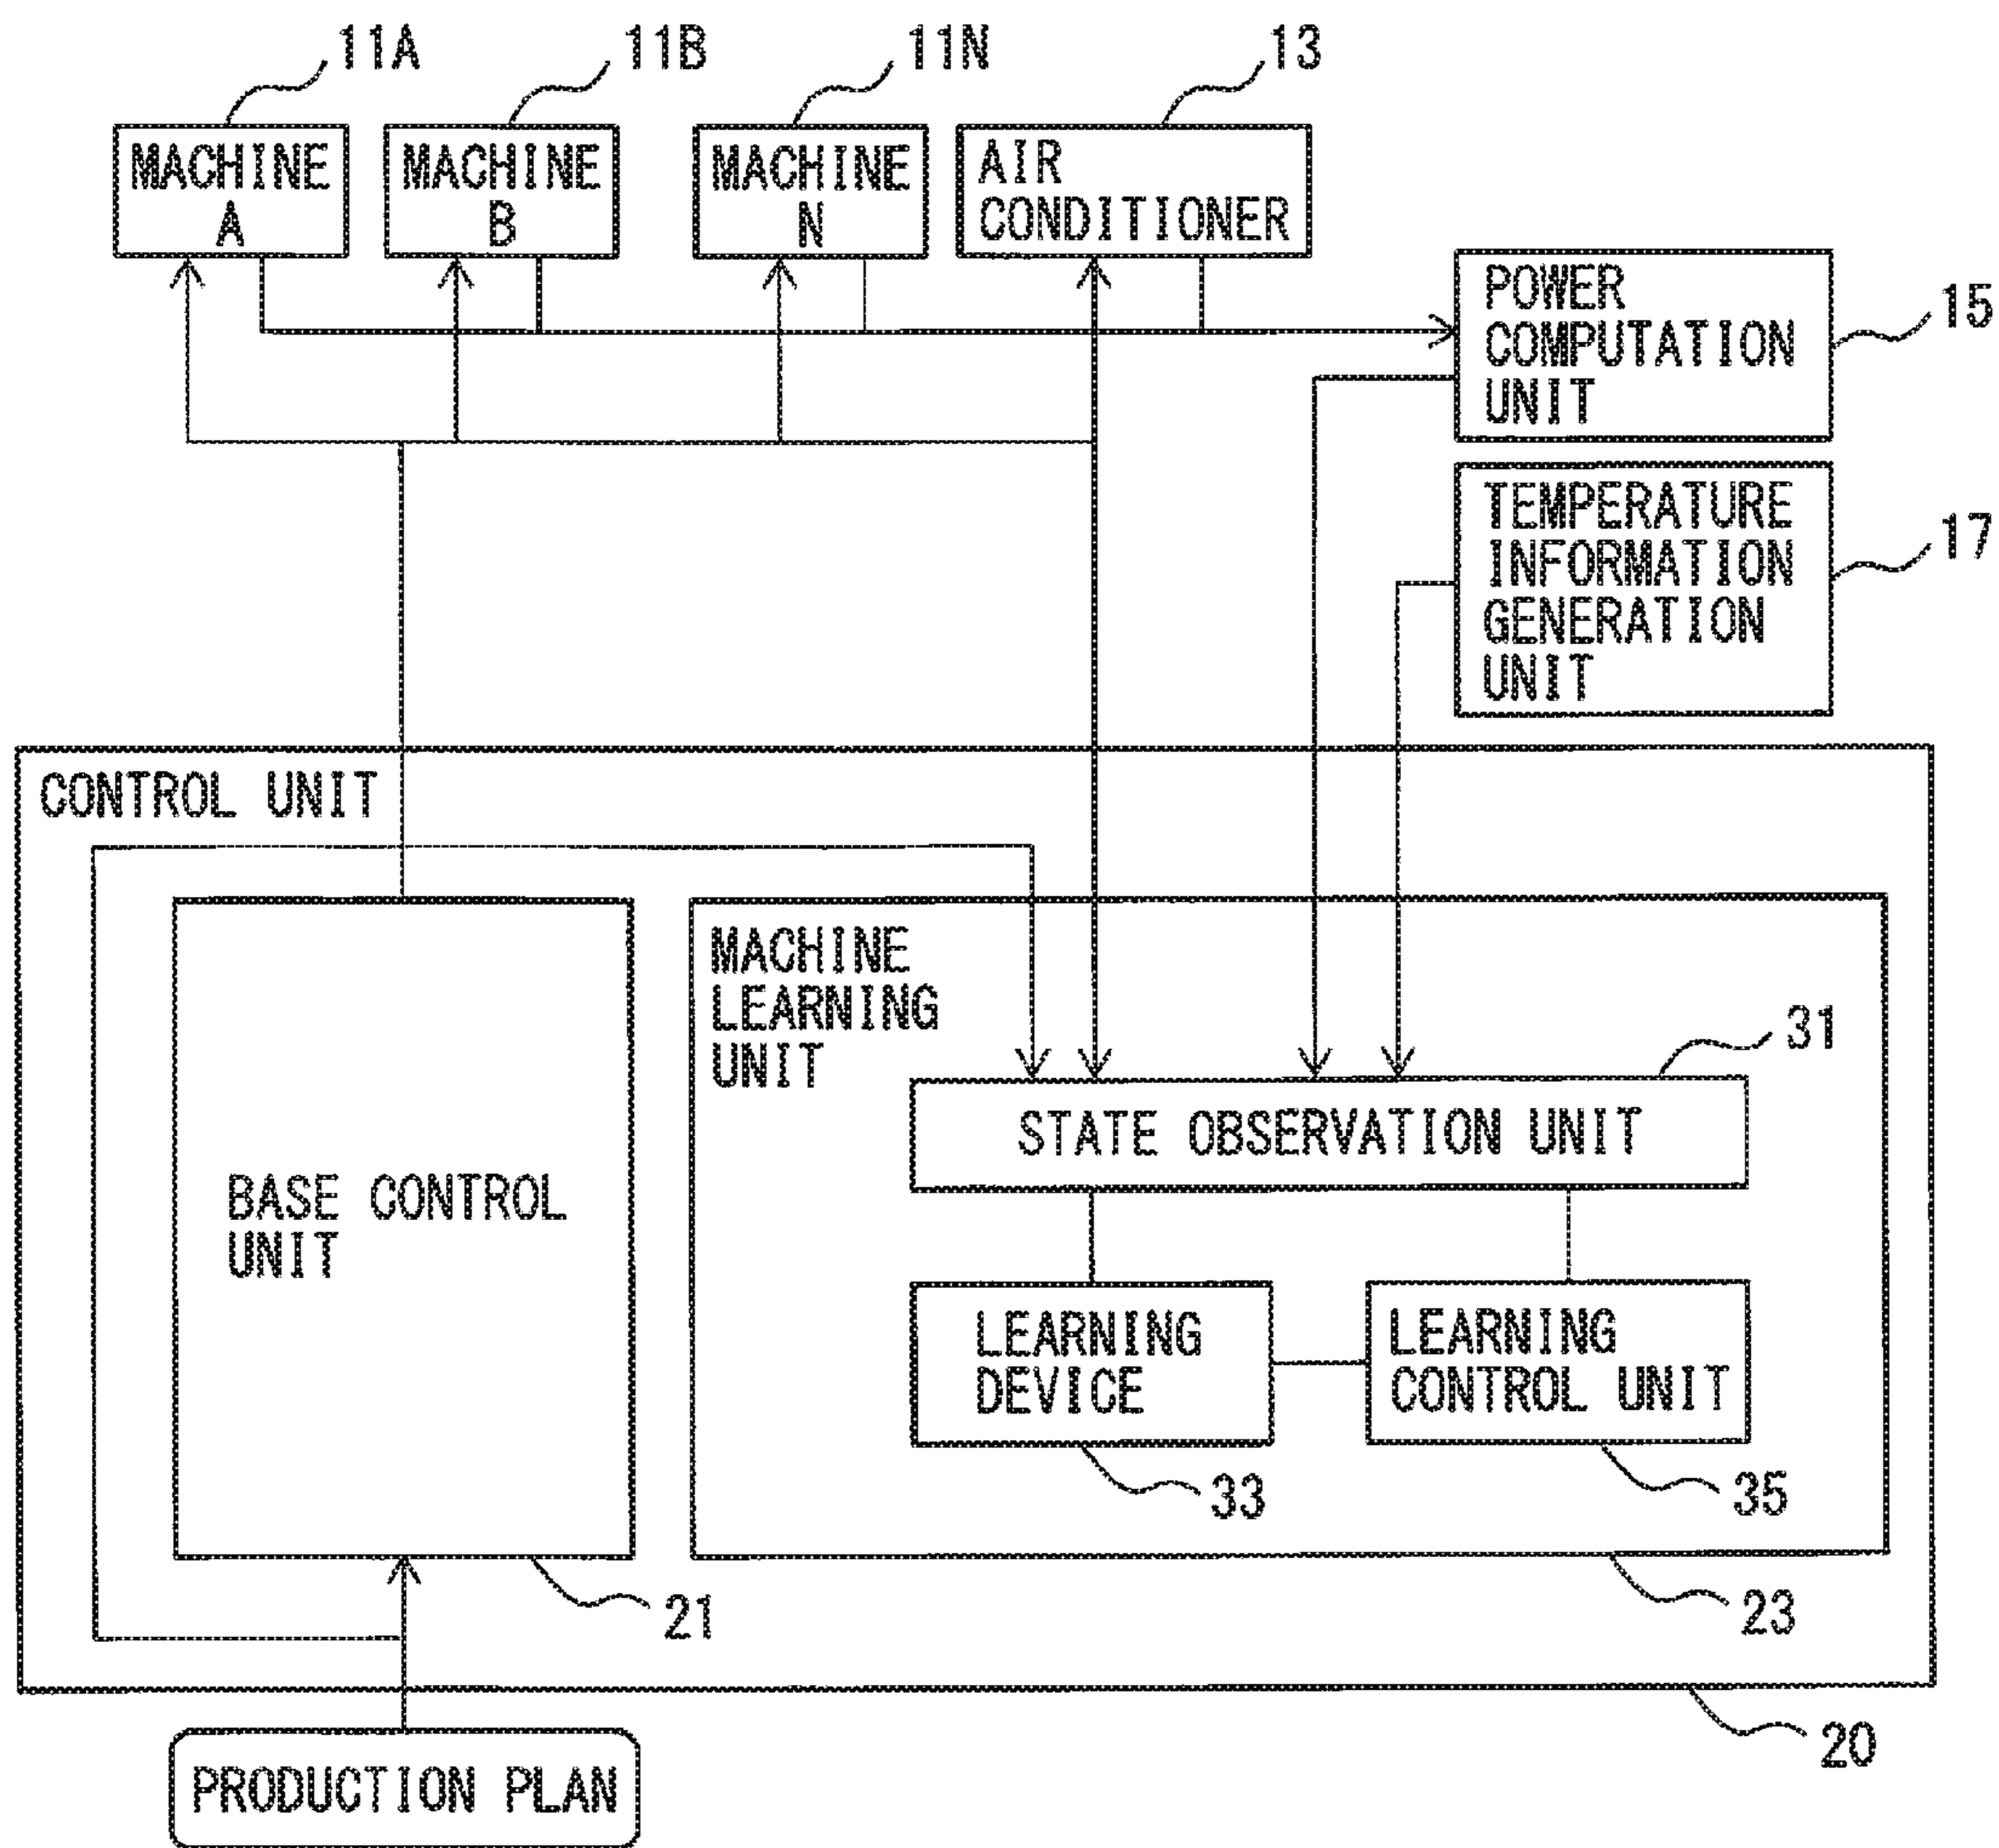 11A
11B
11N
13
MACHINE
A
MACHINE
B
MACHINE
N
AIR
CONDITIONER
POWER
COMPUTATION
UNIT
15
TEMPERATURE
INFORMATION
GENERATION
UNIT
17
CONTROL UNIT
MACHINE
LEARNING
UNIT
31
STATE OBSERVATION UNIT
BASE CONTROL
UNIT
LEARNING
DEVICE
LEARNING
CONTROL UNIT
33
35
21
23
20
PRODUCTION PLAN